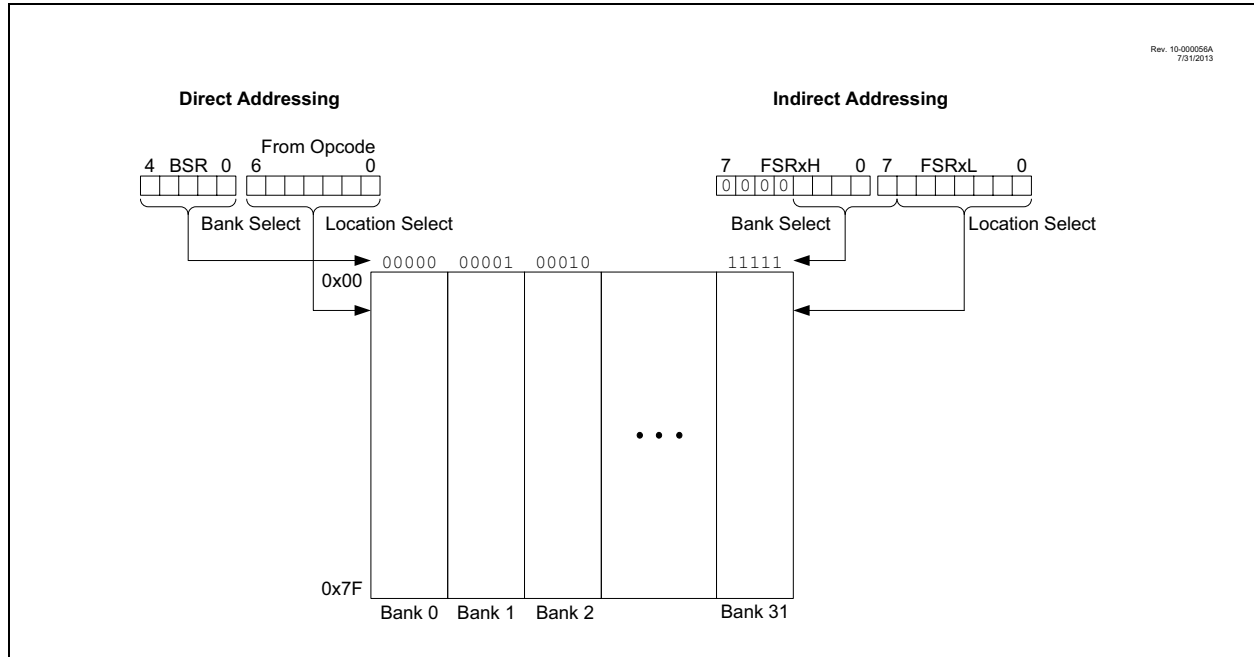 Rev. 10-000056A
7/31/2013
Direct Addressing
Indirect Addressing
From Opcode
4 BSR 0 6 0
7 FSRxH 0 7 FSRxL 0
0 0 0 0
Bank Select Location Select
Bank Select Location Select
00000 00001 00010 11111
0x00
• • •
0x7F
Bank 0 Bank 1 Bank 2 Bank 31